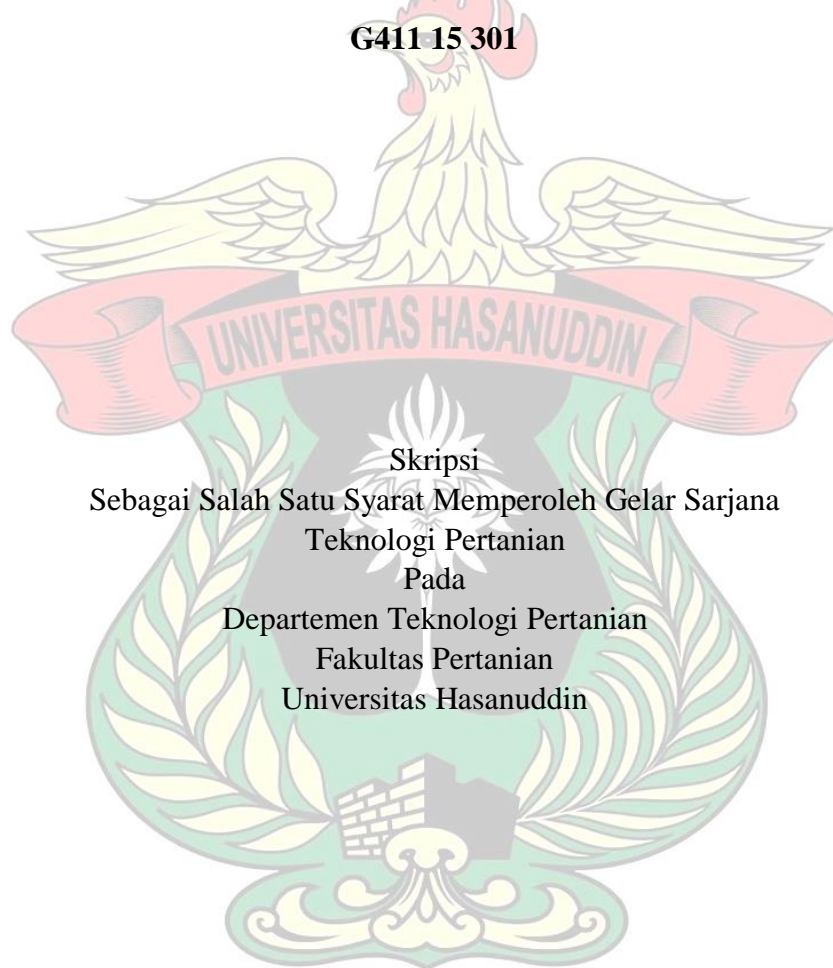 G411 15 301
UNIVERSITAS HASANUDDIN
Skripsi
Sebagai Salah Satu Syarat Memperoleh Gelar Sarjana
Teknologi Pertanian
Pada
Departemen Teknologi Pertanian
Fakultas Pertanian
Universitas Hasanuddin